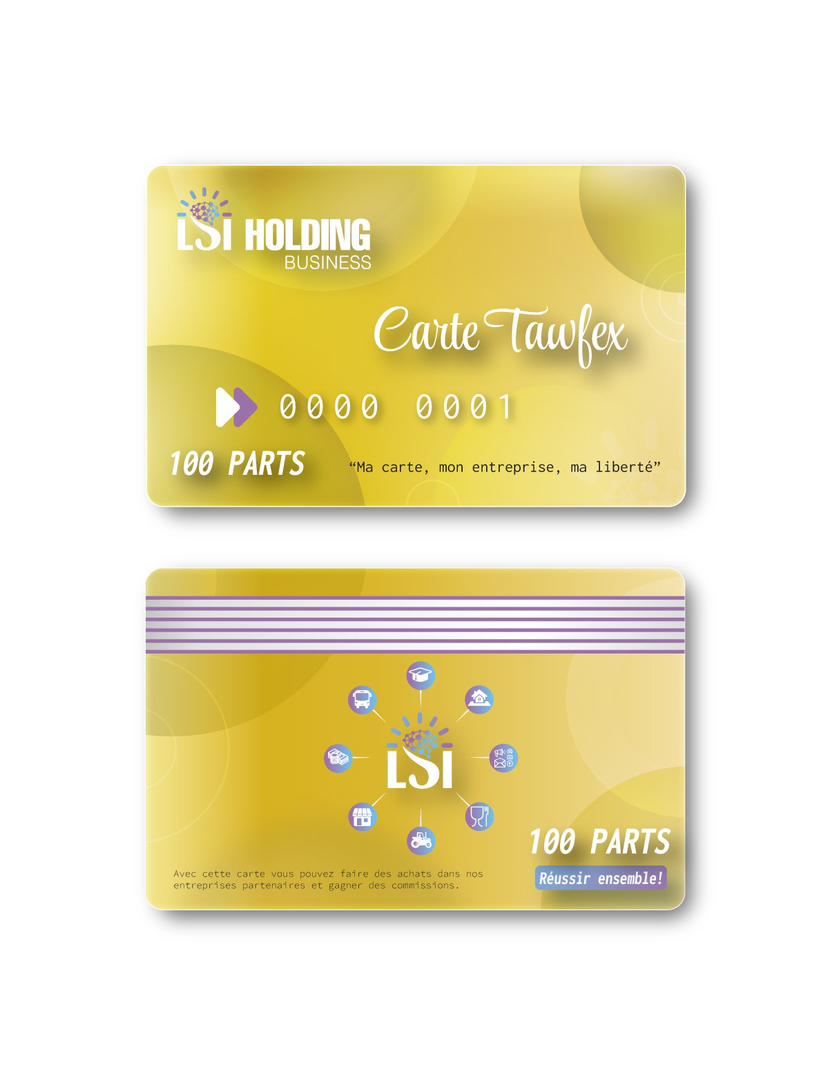 LSI HOLDING
BUSINESS
Carte Tawfex
0000 0001
100 PARTS
“Ma carte, mon entreprise, ma liberté”
LSI
100 PARTS
Réussir ensemble!
Avec cette carte vous pouvez faire des achats dans nos
entreprises partenaires et gagner des commissions.